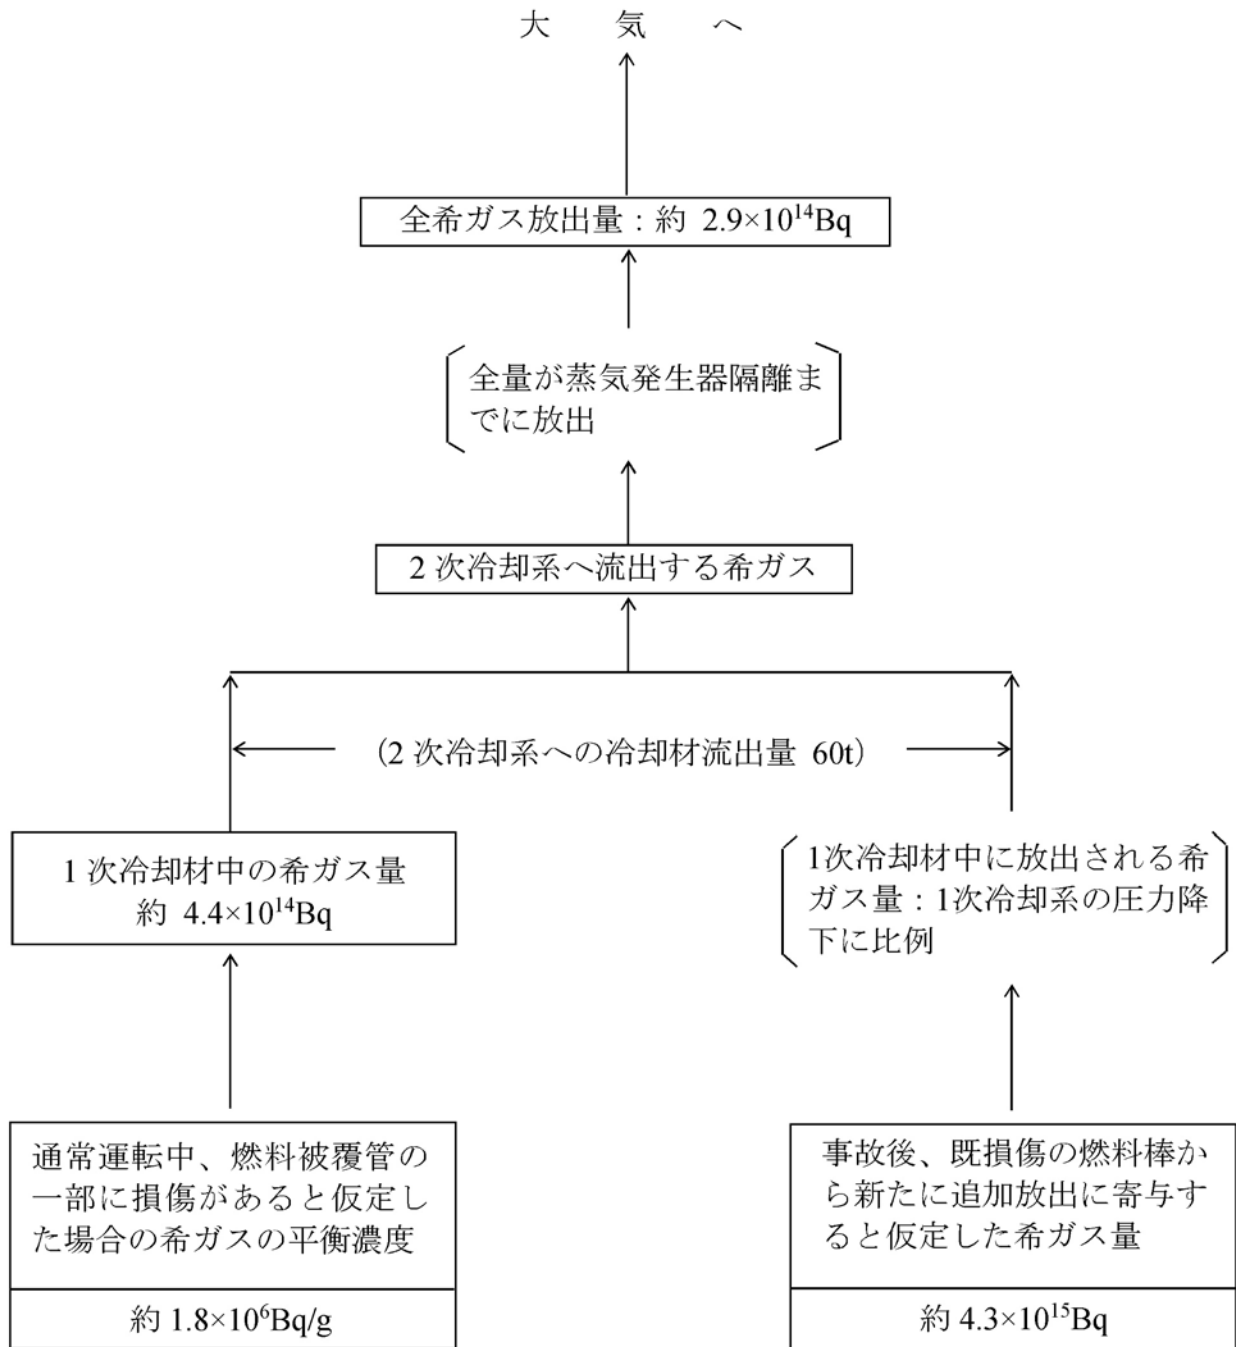 大 気 へ
全希ガス放出量：約 2.9×10¹⁴Bq
全量が蒸気発生器隔離ま
でに放出
2 次冷却系へ流出する希ガス
(2 次冷却系への冷却材流出量 60t)
1 次冷却材中の希ガス量
約 4.4×10¹⁴Bq
1次冷却材中に放出される希
ガス量：1次冷却系の圧力降
下に比例
通常運転中、燃料被覆管の
一部に損傷があると仮定し
た場合の希ガスの平衡濃度
約 1.8×10⁶Bq/g
事故後、既損傷の燃料棒か
ら新たに追加放出に寄与す
ると仮定した希ガス量
約 4.3×10¹⁵Bq